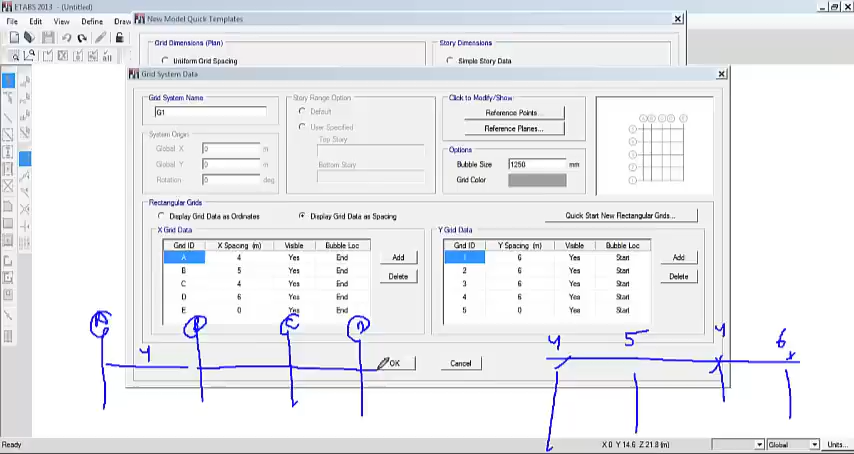 ETABS 2013 - (Untitled)
File Edit View Define Draw
New Model Quick Templates
Grid Dimensions (Plan)
Story Dimensions
Uniform Grid Spacing
Simple Story Data
Grid System Data
Grid System Name
Story Range Option
Click to Modify/Show:
G1
Default
Reference Points...
User Specified
Reference Planes...
System Origin
Top Story
Global X 0 m
Options
Global Y 0 m
Bottom Story
Bubble Size 1250 mm
Rotation 0 deg
Grid Color
Rectangular Grids
Display Grid Data as Ordinates
Display Grid Data as Spacing
Quick Start New Rectangular Grids...
X Grid Data
Y Grid Data
Grid ID X Spacing (m) Visible Bubble Loc
Grid ID Y Spacing (m) Visible Bubble Loc
A 4 Yes End
1 6 Yes Start
B 5 Yes End
2 6 Yes Start
C 4 Yes End
3 6 Yes Start
D 6 Yes End
4 6 Yes Start
E 0 Yes End
5 0 Yes Start
Add
Delete
Add
Delete
A B C D
4
4 5 4 6
OK
Cancel
Ready
X 0 Y 14.6 Z 21.8 (m)
Global
Units...